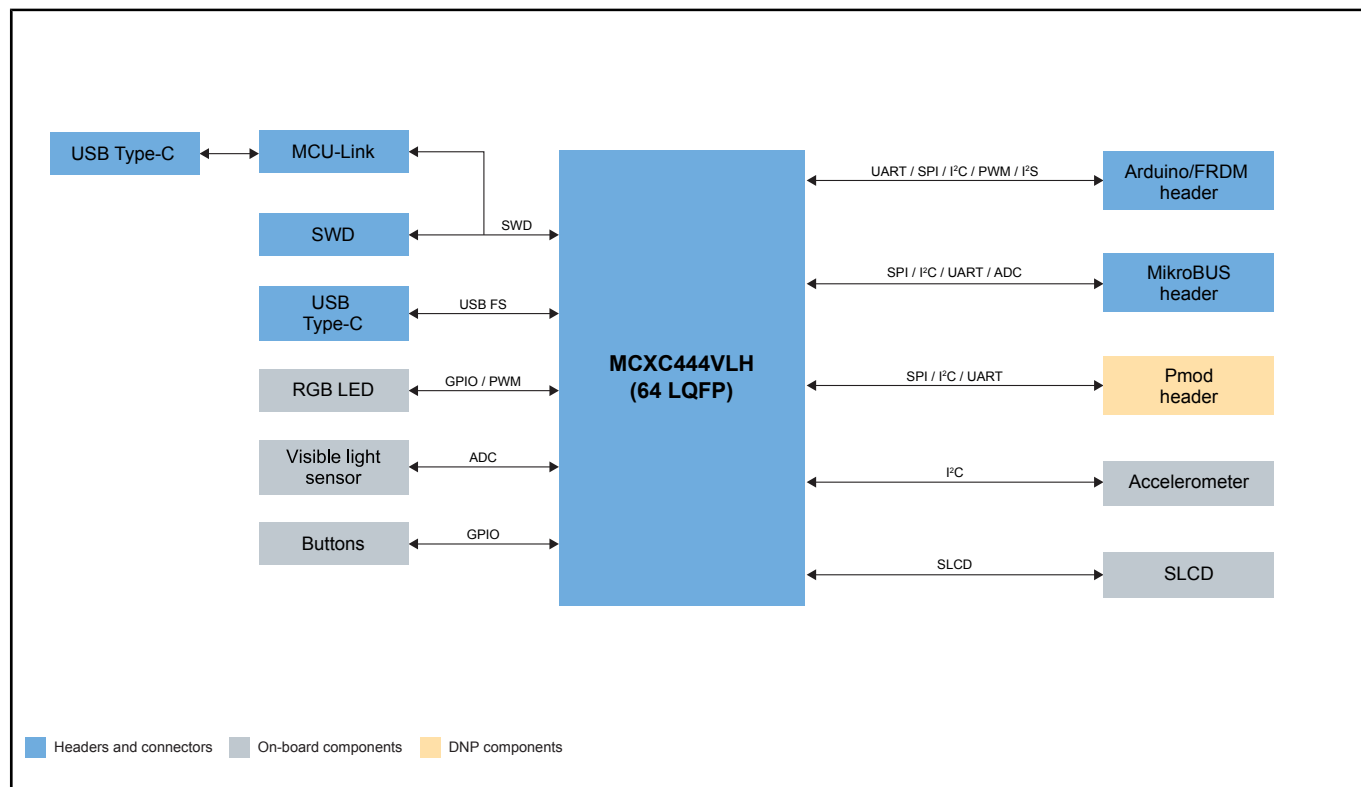 USB Type-C
MCU-Link
SWD
SWD
USB
Type-C
USB FS
RGB LED
GPIO / PWM
Visible light
sensor
ADC
Buttons
GPIO
MCXC444VLH
(64 LQFP)
UART / SPI / I²C / PWM / I²S
Arduino/FRDM
header
SPI / I²C / UART / ADC
MikroBUS
header
SPI / I²C / UART
Pmod
header
I²C
Accelerometer
SLCD
SLCD
Headers and connectors
On-board components
DNP components